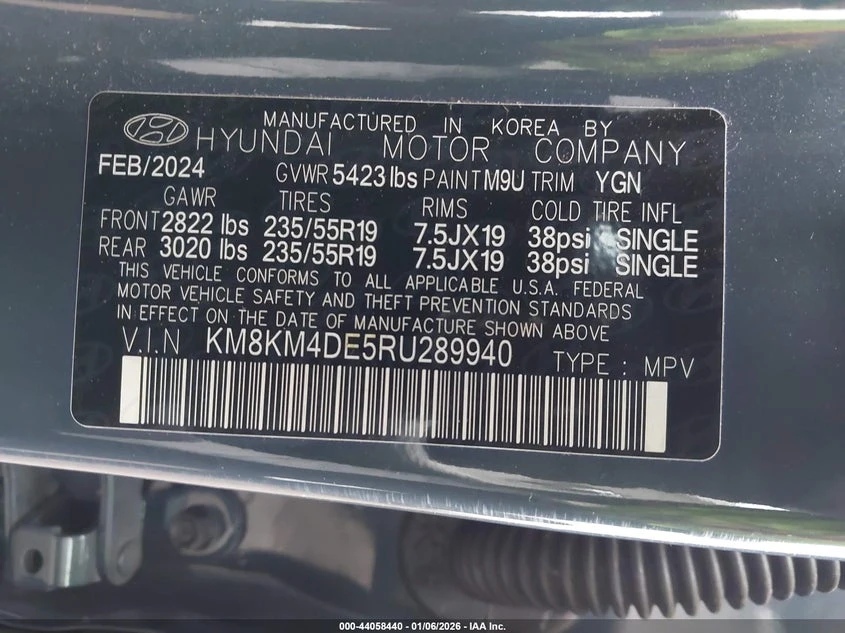 MANUFACTURED IN KOREA BY
HYUNDAI MOTOR COMPANY
FEB/2024 GVWR 5423 lbs PAINT M9U TRIM YGN
GAWR TIRES RIMS COLD TIRE INFL
FRONT 2822 lbs 235/55R19 7.5JX19 38psi SINGLE
REAR 3020 lbs 235/55R19 7.5JX19 38psi SINGLE
THIS VEHICLE CONFORMS TO ALL APPLICABLE U.S.A. FEDERAL
MOTOR VEHICLE SAFETY AND THEFT PREVENTION STANDARDS
IN EFFECT ON THE DATE OF MANUFACTURE SHOWN ABOVE
V.I.N KM8KM4DE5RU289940 TYPE : MPV
000-44058440 - 01/06/2026 - IAA Inc.